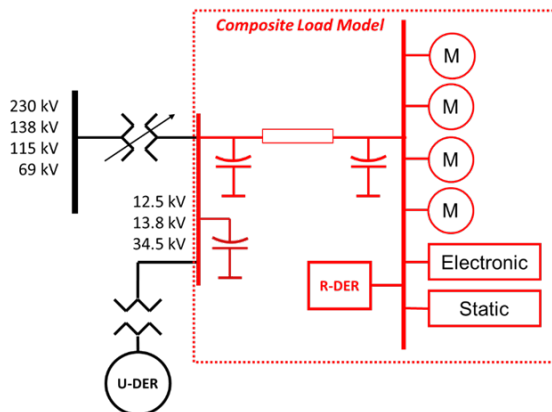 Composite Load Model
M
230 kV
138 kV
115 kV
69 kV
M
M
12.5 kV
13.8 kV
34.5 kV
M
Electronic
R-DER
Static
U-DER